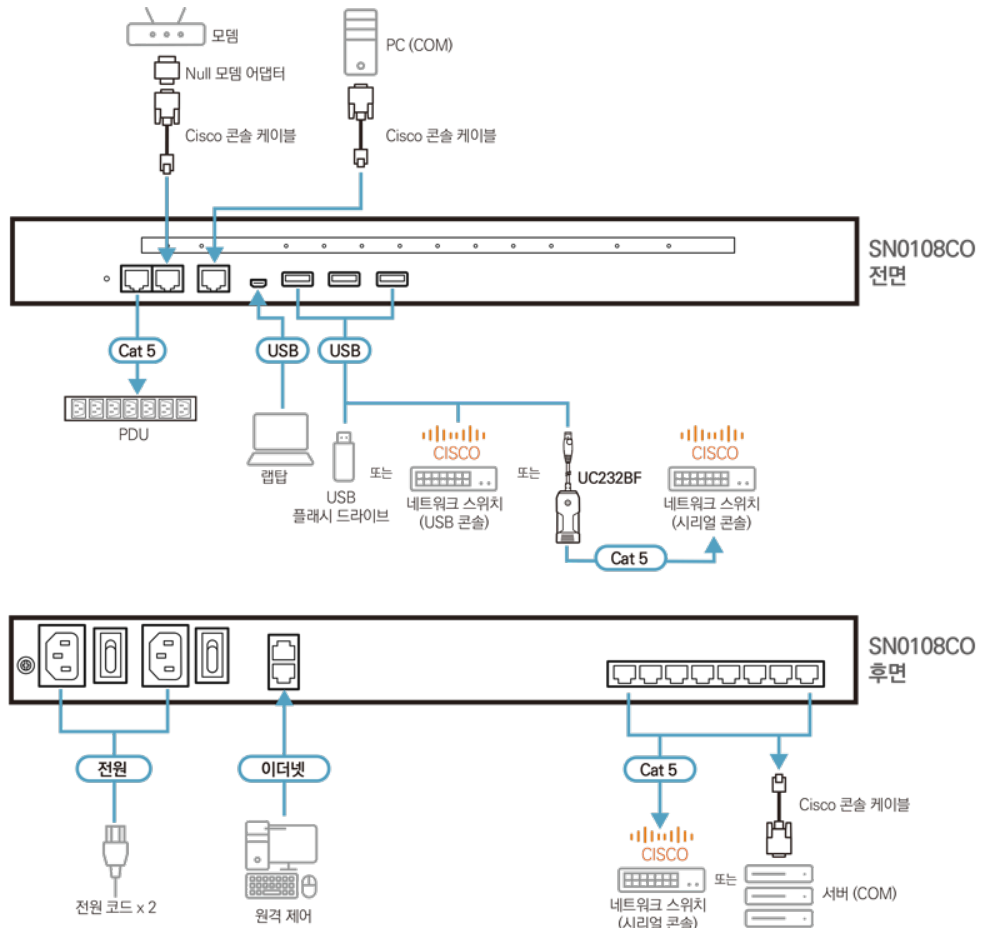 모뎀
PC (COM)
Null 모뎀 어댑터
Cisco 콘솔 케이블
Cisco 콘솔 케이블
SN0108CO
전면
Cat 5
USB
USB
PDU
랩탑
USB
플래시 드라이브
또는
CISCO
네트워크 스위치
(USB 콘솔)
또는
UC232BF
CISCO
네트워크 스위치
(시리얼 콘솔)
Cat 5
SN0108CO
후면
전원
이더넷
Cat 5
Cisco 콘솔 케이블
전원 코드 x 2
원격 제어
CISCO
네트워크 스위치
(시리얼 콘솔)
또는
서버 (COM)